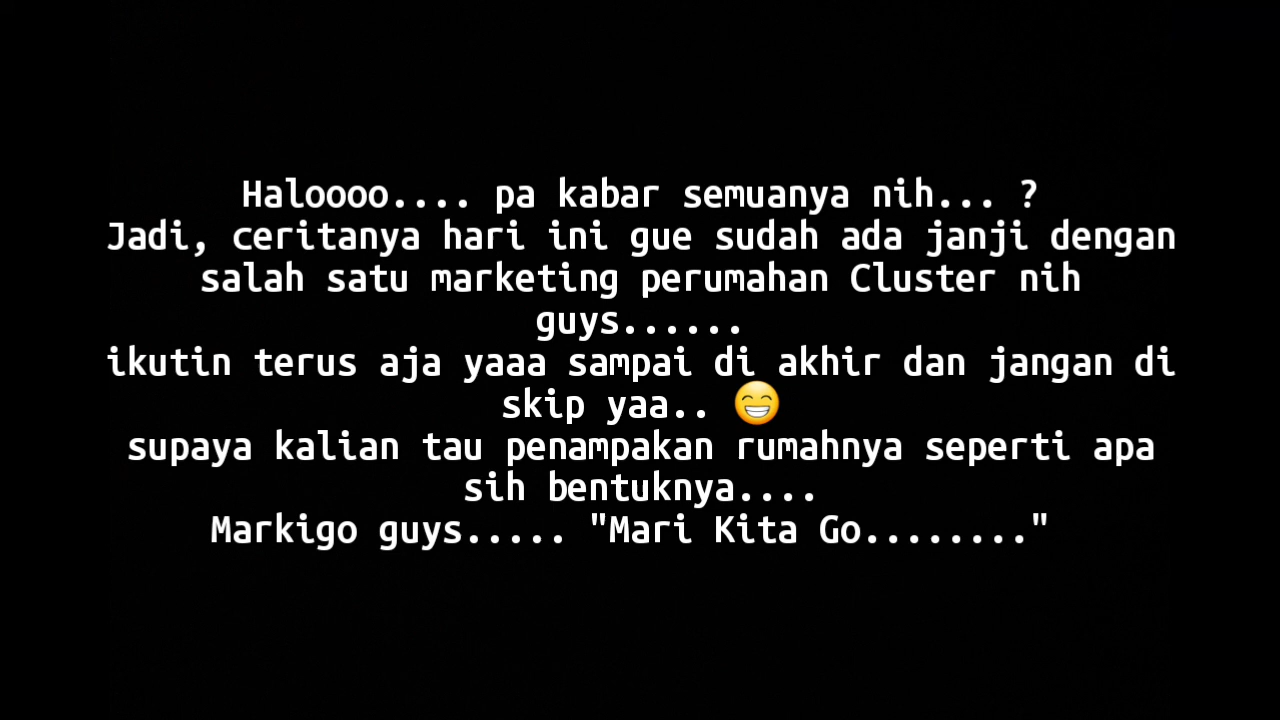 Haloooo.... pa kabar semuanya nih... ?
Jadi, ceritanya hari ini gue sudah ada janji dengan
salah satu marketing perumahan Cluster nih
guys......
ikutin terus aja yaaa sampai di akhir dan jangan di
skip yaa.. 😁
supaya kalian tau penampakan rumahnya seperti apa
sih bentuknya....
Markigo guys..... "Mari Kita Go........"